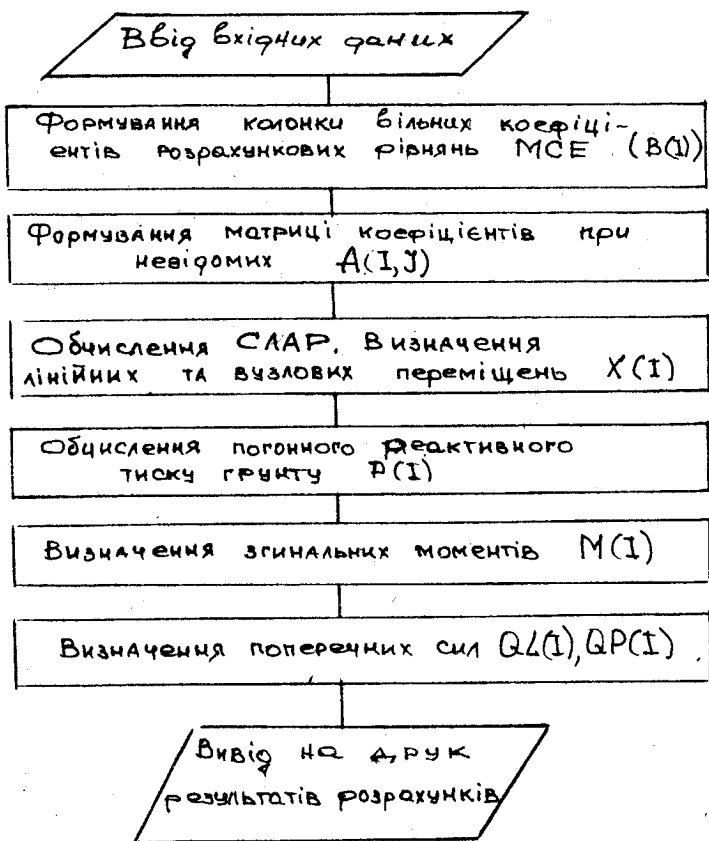 Ввід вхідних даних
Формування колонки вільних коефіці-
ентів розрахункових рівнянь МСЕ (B(I))
Формування матриці коефіцієнтів при
невідомих A(I,J)
Обчислення СЛАР. Визначення
лінійних та вузлових переміщень X(I)
Обчислення погонного реактивного
тиску грунту P(I)
Визначення згинальних моментів M(I)
Визначення поперечних сил QL(I),QP(I)
Вивід на друк
результатів розрахунків